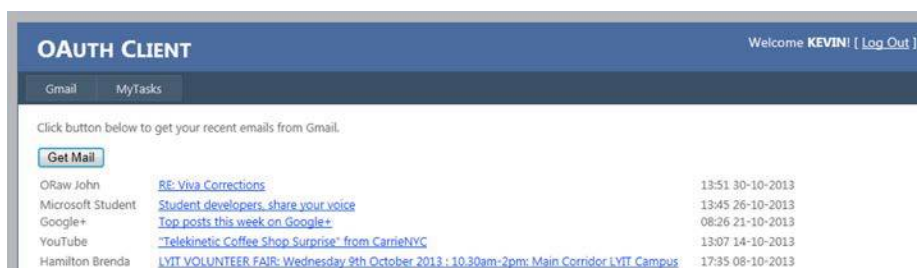 OAUTH CLIENT Welcome KEVIN! [ Log Out ]
Gmail MyTasks
Click button below to get your recent emails from Gmail.
Get Mail
ORaw John RE: Viva Corrections 13:51 30-10-2013
Microsoft Student Student developers, share your voice 13:45 26-10-2013
Google+ Top posts this week on Google+ 08:26 21-10-2013
YouTube "Telekinetic Coffee Shop Surprise" from CarrieNYC 13:07 14-10-2013
Hamilton Brenda LYIT VOLUNTEER FAIR: Wednesday 9th October 2013 : 10.30am-2pm: Main Corridor LYIT Campus 17:35 08-10-2013